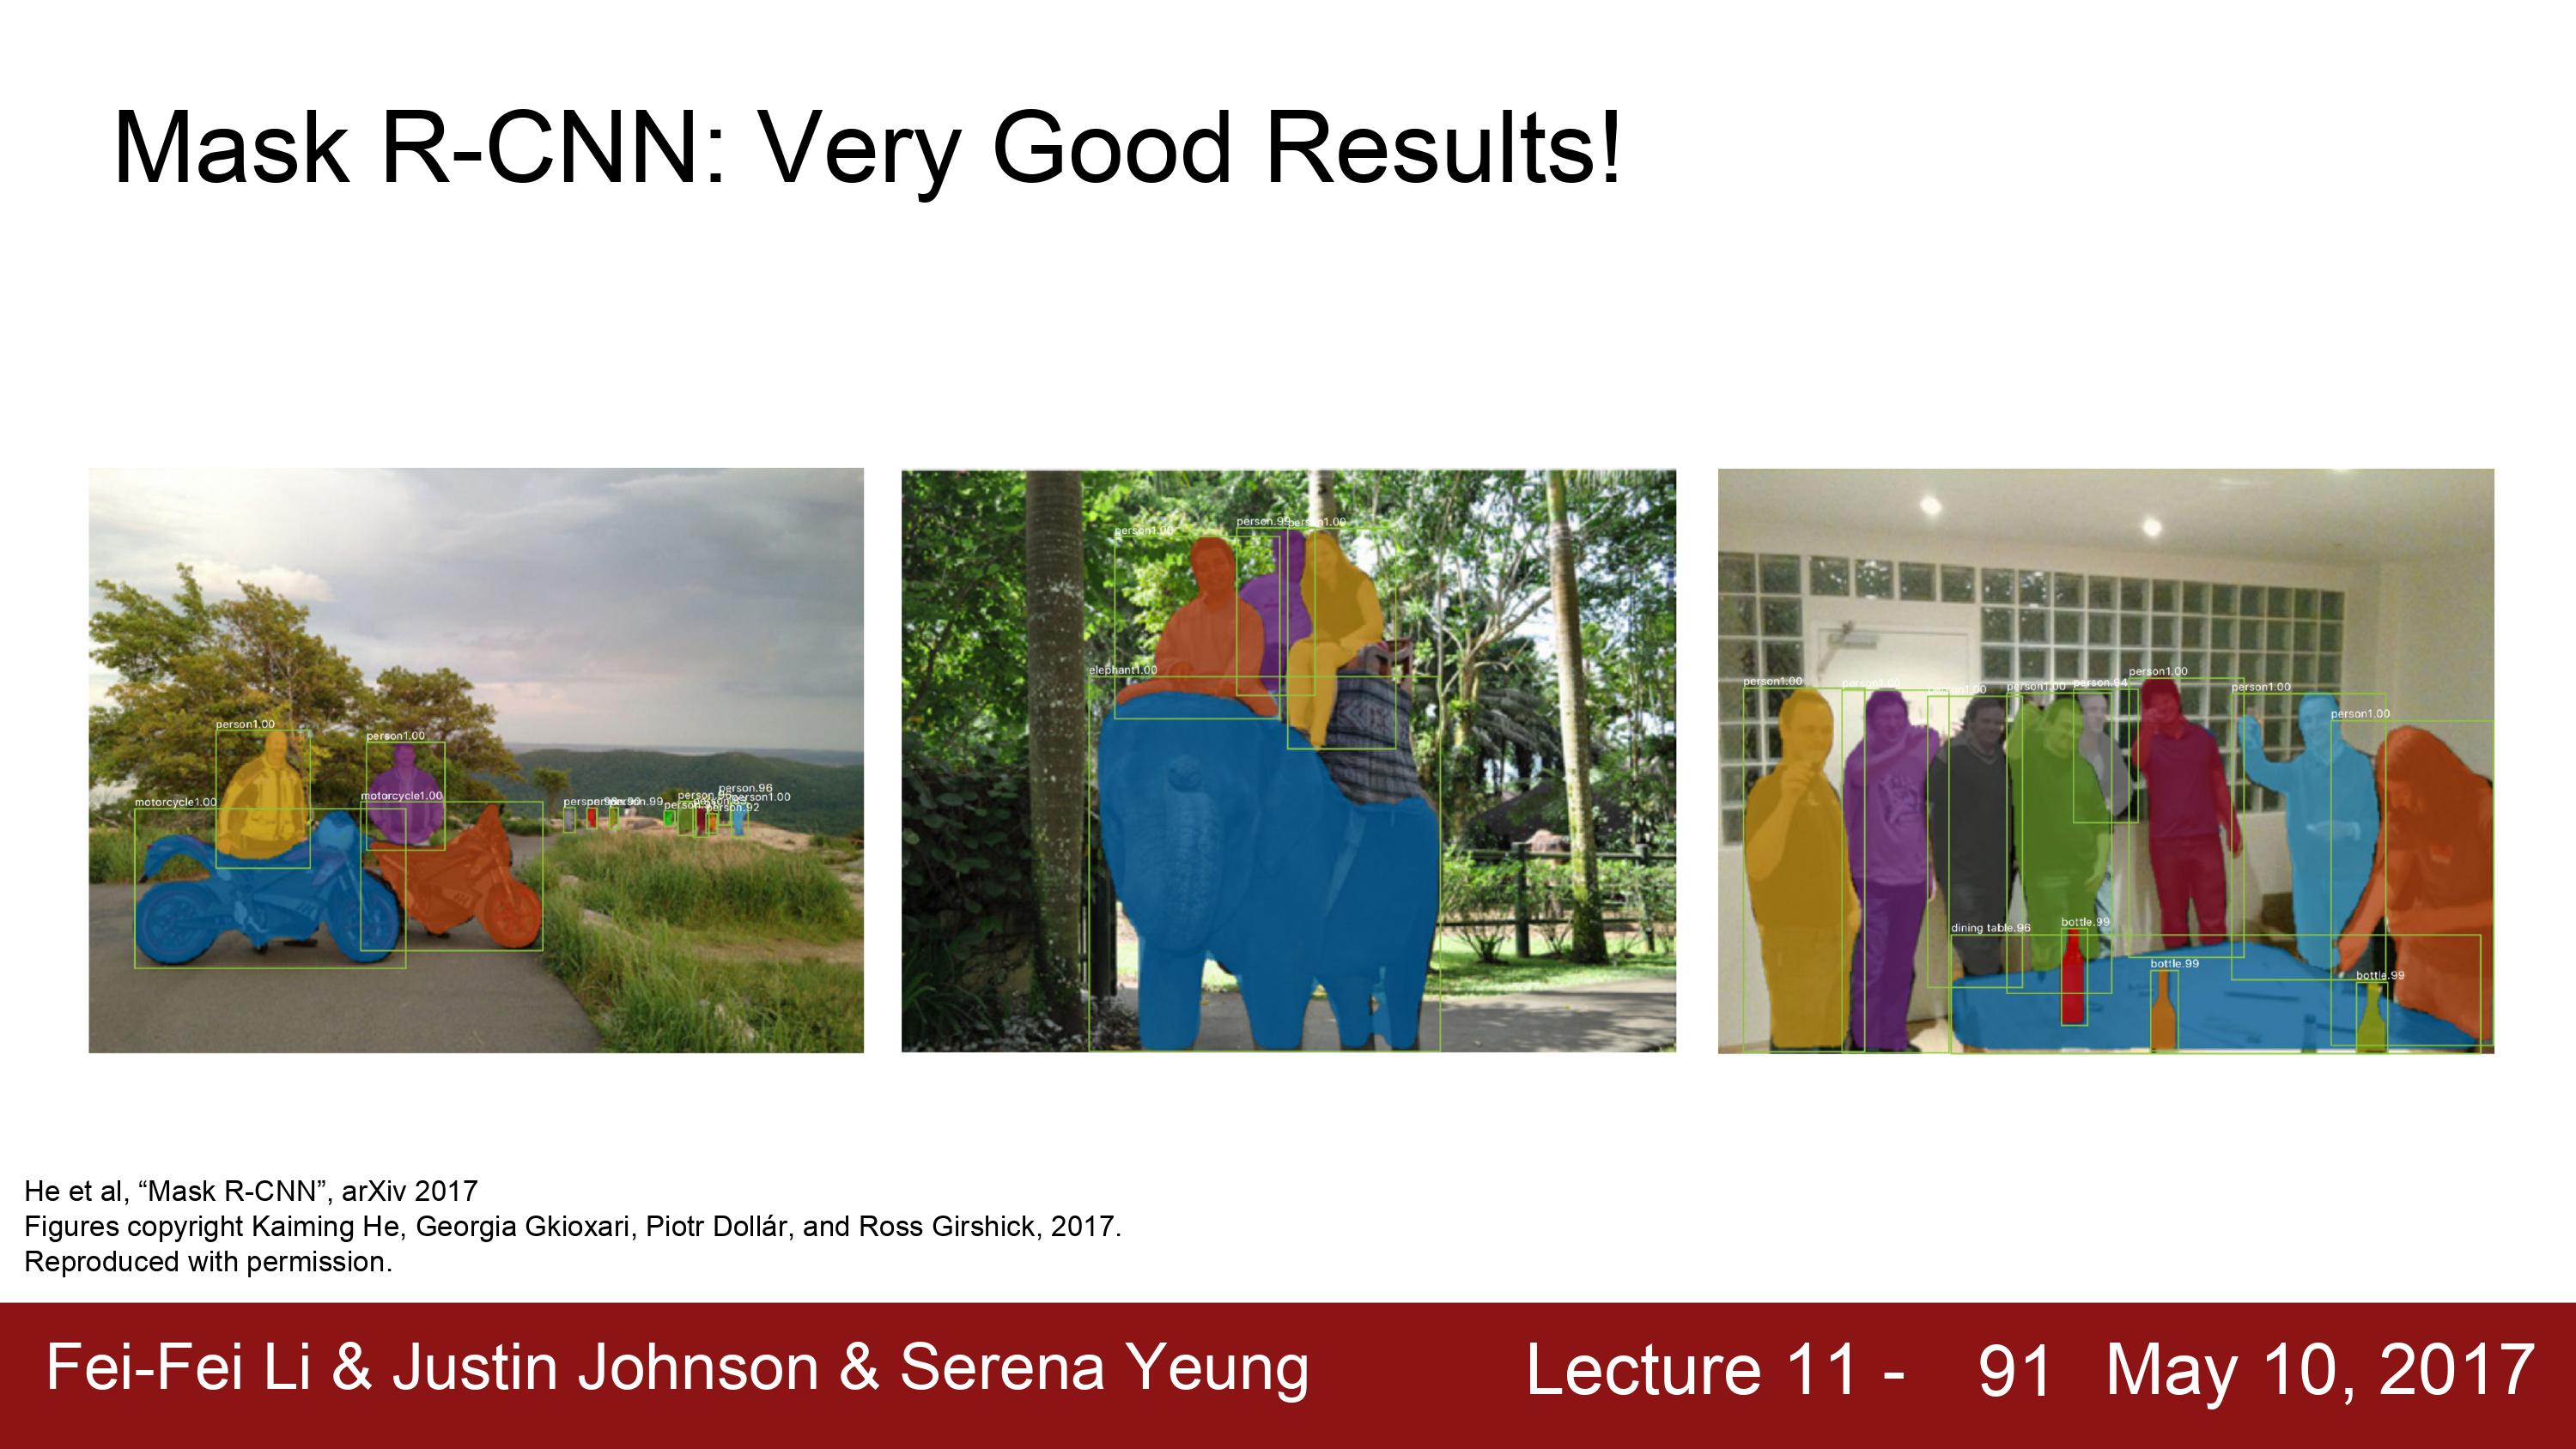 Mask R-CNN: Very Good Results!
person1.00
person1.00
motorcycle1.00
motorcycle1.00
person.96
person1.00
person.92
person1.00
person.99
person1.00
elephant1.00
person1.00
person1.00
person1.00
person1.00
person.94
person1.00
person1.00
person1.00
dining table.96
bottle.99
bottle.99
bottle.99
He et al, “Mask R-CNN”, arXiv 2017
Figures copyright Kaiming He, Georgia Gkioxari, Piotr Dollár, and Ross Girshick, 2017.
Reproduced with permission.
Fei-Fei Li & Justin Johnson & Serena Yeung
Lecture 11 - 91 May 10, 2017